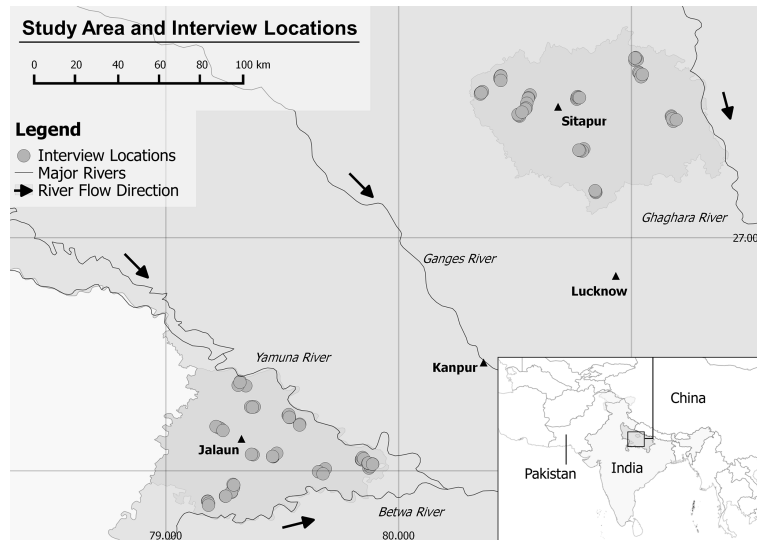 Study Area and Interview Locations
0 20 40 60 80 100 km
Legend
Interview Locations
Major Rivers
River Flow Direction
Sitapur
Ghaghara River
27.00
Ganges River
Lucknow
Yamuna River
Kanpur
China
Jalaun
Pakistan
India
Betwa River
79.000
80.000